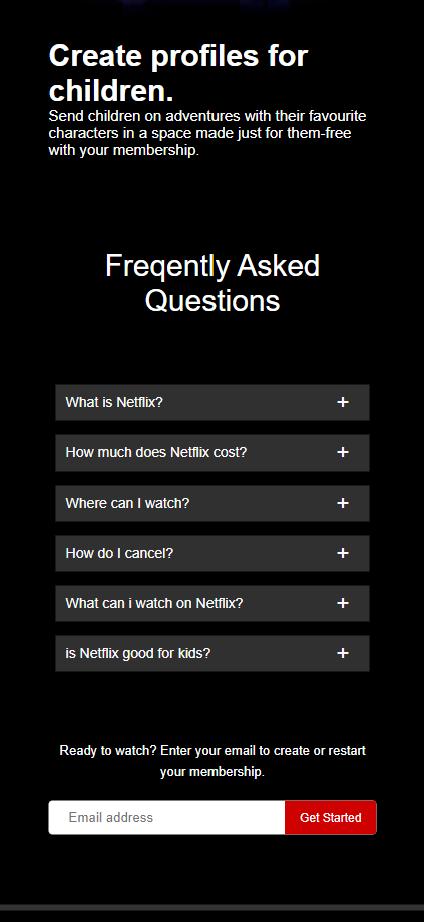 Create profiles for
children.
Send children on adventures with their favourite
characters in a space made just for them-free
with your membership.
Freqently Asked
Questions
What is Netflix? +
How much does Netflix cost? +
Where can I watch? +
How do I cancel? +
What can i watch on Netflix? +
is Netflix good for kids? +
Ready to watch? Enter your email to create or restart
your membership.
Email address Get Started